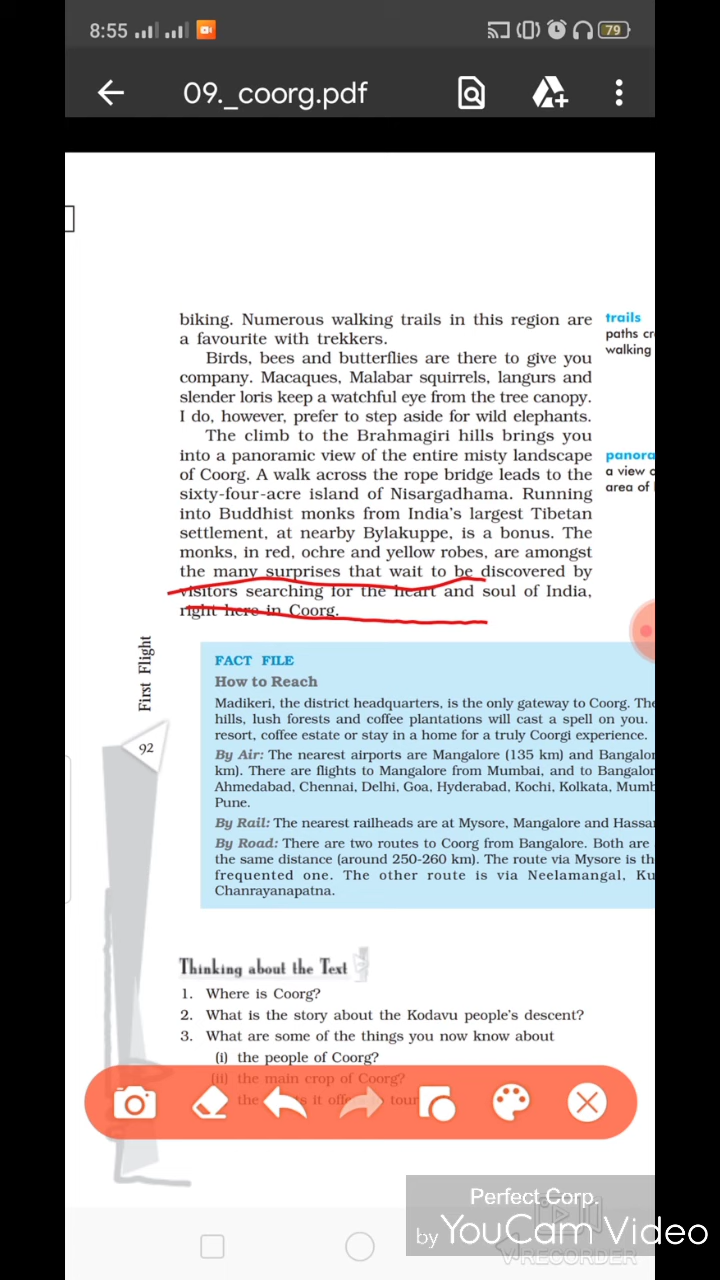 8:55
79
09._coorg.pdf
biking. Numerous walking trails in this region are
a favourite with trekkers.
Birds, bees and butterflies are there to give you
company. Macaques, Malabar squirrels, langurs and
slender loris keep a watchful eye from the tree canopy.
I do, however, prefer to step aside for wild elephants.
The climb to the Brahmagiri hills brings you
into a panoramic view of the entire misty landscape
of Coorg. A walk across the rope bridge leads to the
sixty-four-acre island of Nisargadhama. Running
into Buddhist monks from India's largest Tibetan
settlement, at nearby Bylakuppe, is a bonus. The
monks, in red, ochre and yellow robes, are amongst
the many surprises that wait to be discovered by
visitors searching for the heart and soul of India,
right here in Coorg.
trails
paths cr
walking
panora
a view o
area of l
First Flight
92
FACT FILE
How to Reach
Madikeri, the district headquarters, is the only gateway to Coorg. The
hills, lush forests and coffee plantations will cast a spell on you.
resort, coffee estate or stay in a home for a truly Coorgi experience.
By Air: The nearest airports are Mangalore (135 km) and Bangalor
km). There are flights to Mangalore from Mumbai, and to Bangalor
Ahmedabad, Chennai, Delhi, Goa, Hyderabad, Kochi, Kolkata, Mumb
Pune.
By Rail: The nearest railheads are at Mysore, Mangalore and Hassa
By Road: There are two routes to Coorg from Bangalore. Both are
the same distance (around 250-260 km). The route via Mysore is th
frequented one. The other route is via Neelamangal, Ku
Chanrayanapatna.
Thinking about the Text
1. Where is Coorg?
2. What is the story about the Kodavu people's descent?
3. What are some of the things you now know about
(i) the people of Coorg?
(ii) the main crop of Coorg?
the it tour
Perfect Corp.
by YouCam Video
VRECORDER